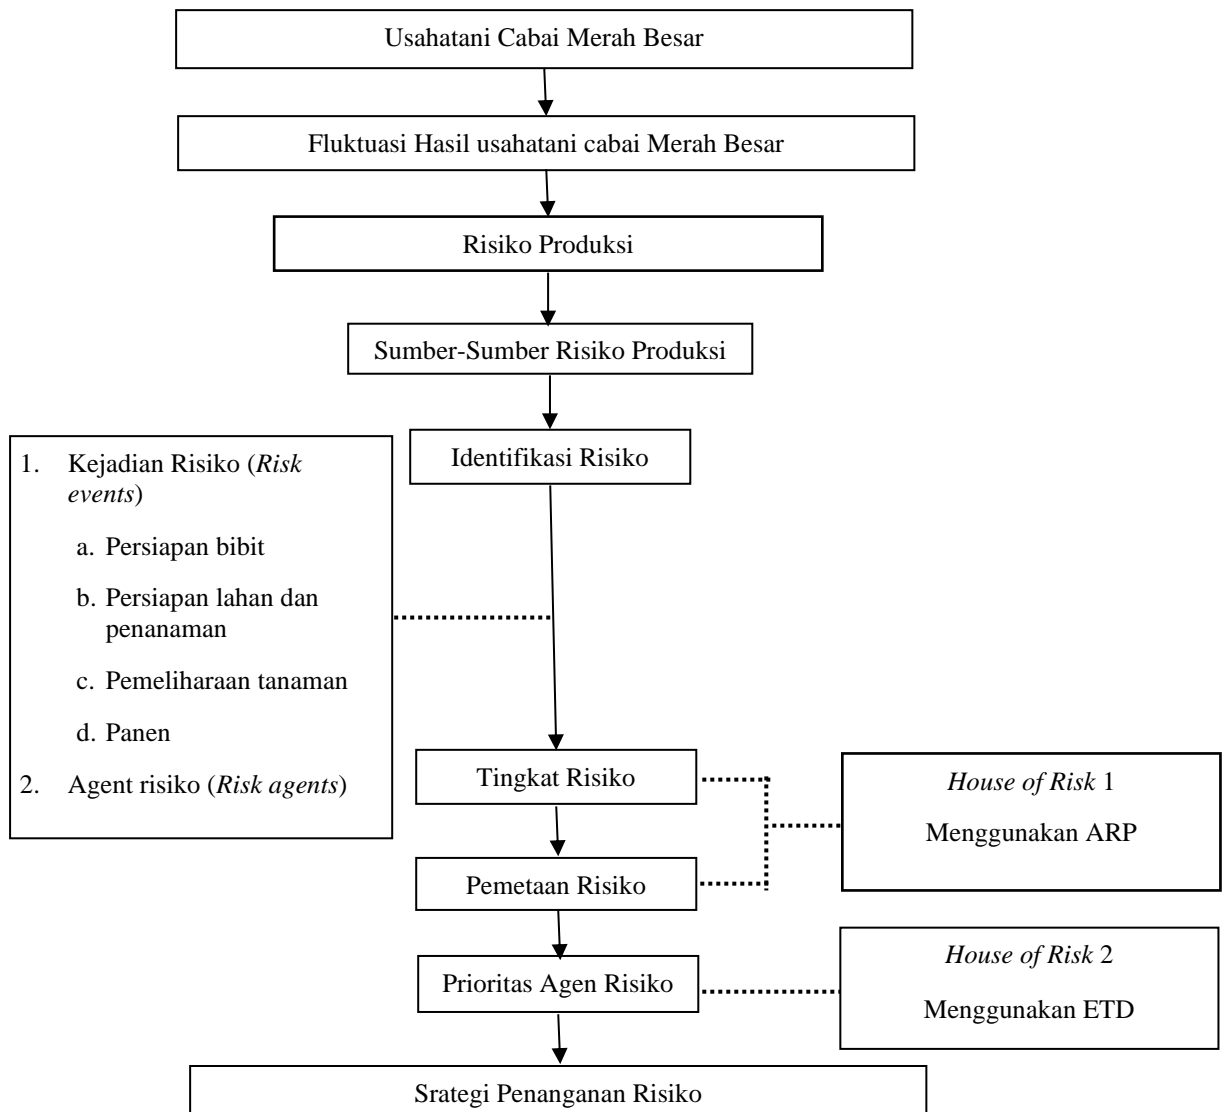 Usahatani Cabai Merah Besar
Fluktuasi Hasil usahatani cabai Merah Besar
Risiko Produksi
Sumber-Sumber Risiko Produksi
Identifikasi Risiko
1. Kejadian Risiko (Risk
events)
a. Persiapan bibit
b. Persiapan lahan dan
penanaman
c. Pemeliharaan tanaman
d. Panen
2. Agent risiko (Risk agents)
Tingkat Risiko
House of Risk 1
Menggunakan ARP
Pemetaan Risiko
Prioritas Agen Risiko
House of Risk 2
Menggunakan ETD
Srategi Penanganan Risiko